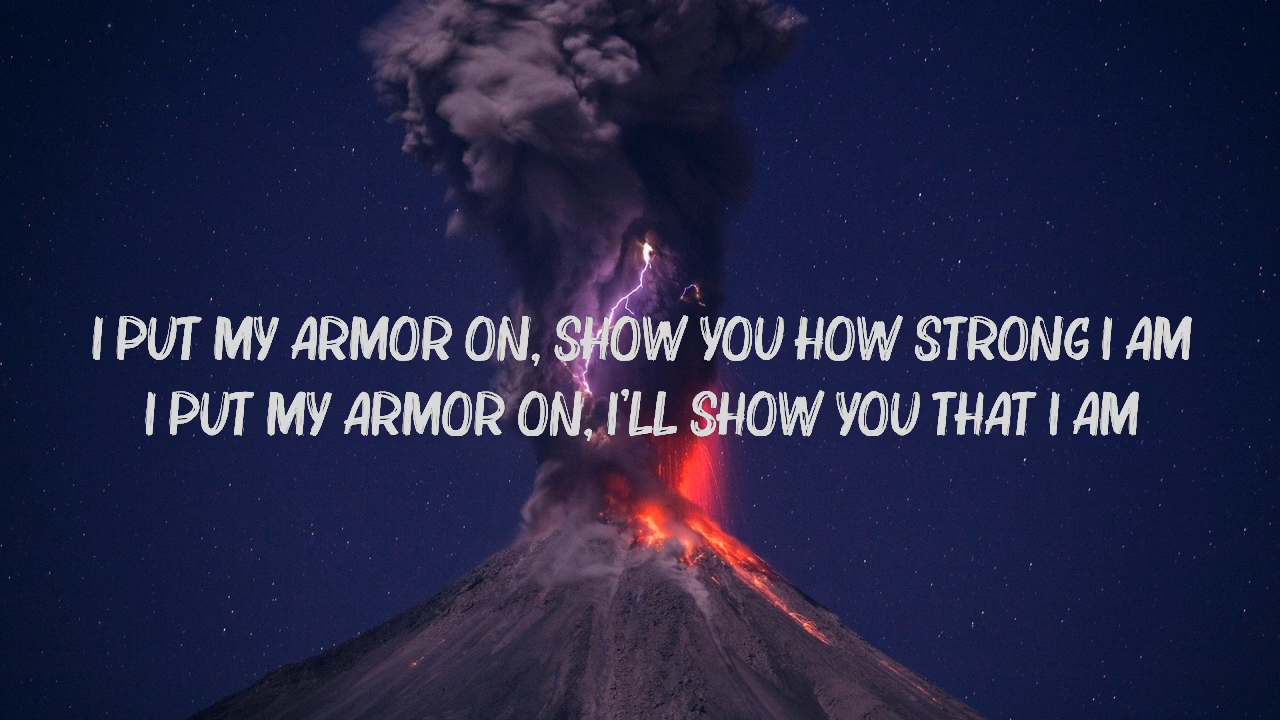 I PUT MY ARMOR ON, SHOW YOU HOW STRONG I AM
I PUT MY ARMOR ON, I'LL SHOW YOU THAT I AM